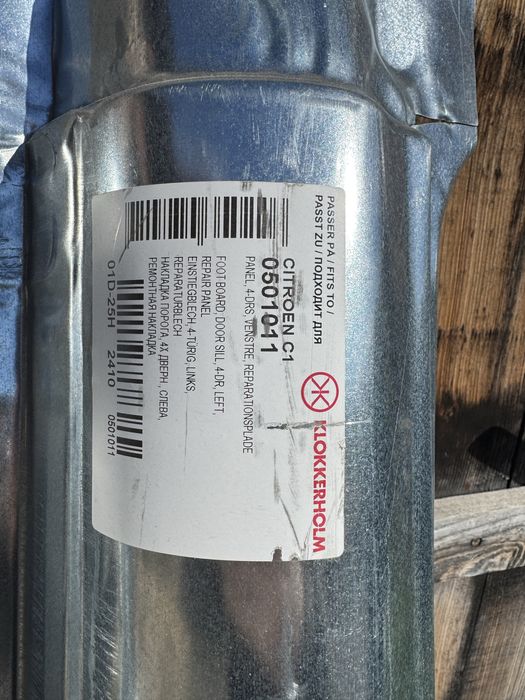 PASSER PÅ / FITS TO /
PASST ZU / ПОДХОДИТ ДЛЯ
KLOKKERHOLM
CITROEN C1
0501011
PANEL, 4-DRS, VENSTRE, REPARATIONSPLADE
FOOT BOARD, DOOR SILL, 4-DR, LEFT,
REPAIR PANEL
EINSTIEGBLECH, 4-TÜRIG, LINKS,
REPARATURBLECH
НАКЛАДКА ПОРОГА, 4Х ДВЕРН., СЛЕВА,
РЕМОНТНАЯ НАКЛАДКА
01D-25H 2410 0501011